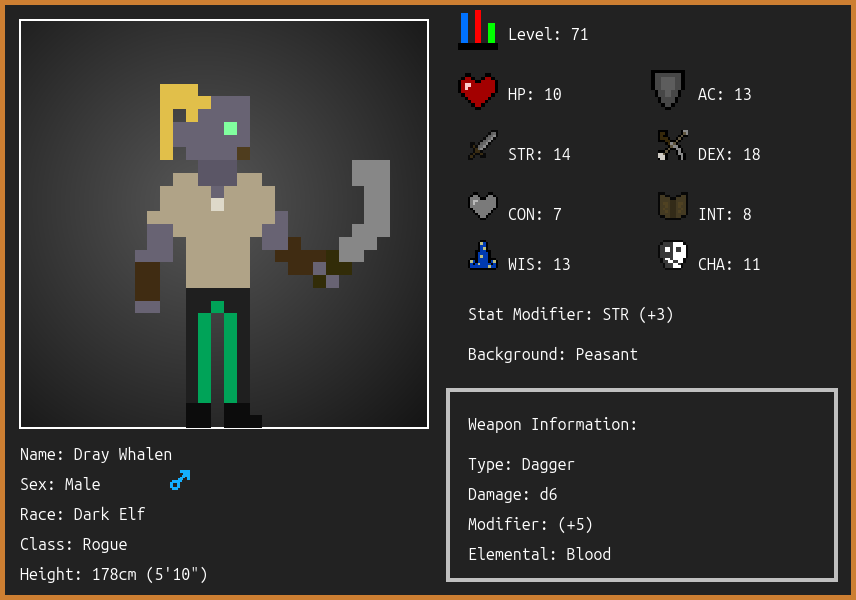 Level: 71
HP: 10
AC: 13
STR: 14
DEX: 18
CON: 7
INT: 8
WIS: 13
CHA: 11
Stat Modifier: STR (+3)
Background: Peasant
Weapon Information:
Type: Dagger
Damage: d6
Modifier: (+5)
Elemental: Blood
Name: Dray Whalen
Sex: Male
Race: Dark Elf
Class: Rogue
Height: 178cm (5'10")